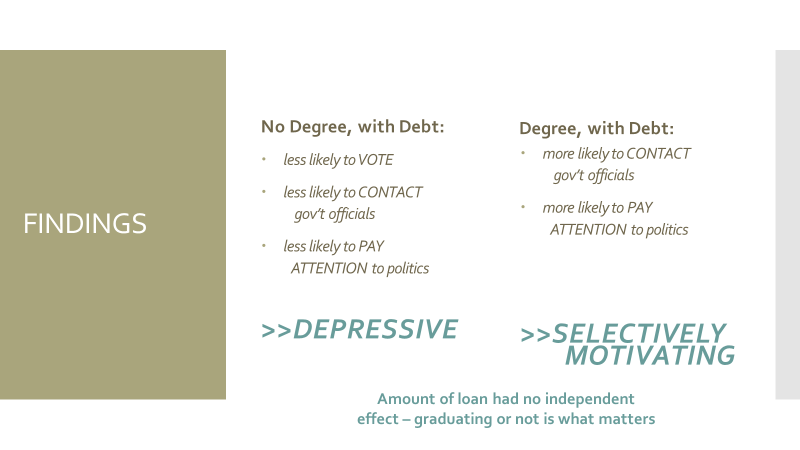 FINDINGS
No Degree, with Debt:
• less likely to VOTE
• less likely to CONTACT
gov't officials
• less likely to PAY
ATTENTION to politics
>>DEPRESSIVE
Degree, with Debt:
• more likely to CONTACT
gov't officials
• more likely to PAY
ATTENTION to politics
>>SELECTIVELY
MOTIVATING
Amount of loan had no independent
effect – graduating or not is what matters